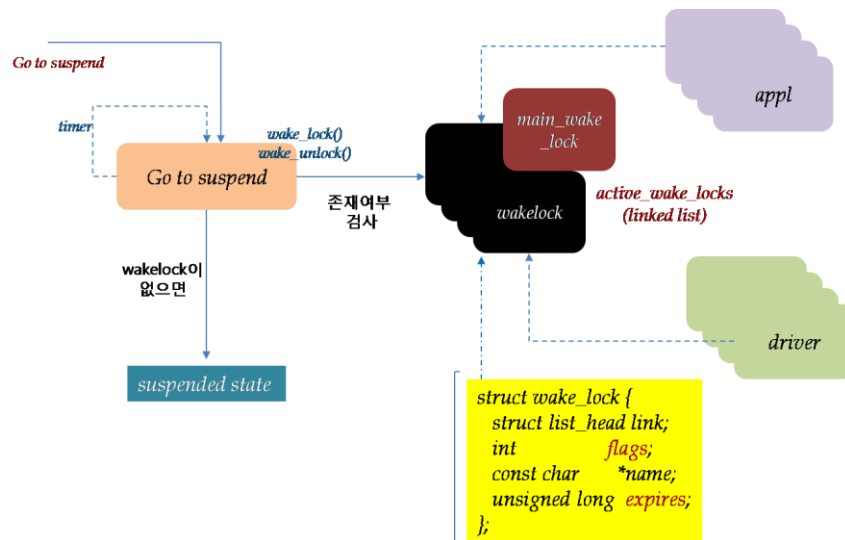 Go to suspend
timer
wake_lock()
wake_unlock()
Go to suspend
존재여부
검사
wakelock이
없으면
suspended state
main_wake
_lock
wakelock
active_wake_locks
(linked list)
appl
driver
struct wake_lock {
struct list_head link;
int flags;
const char *name;
unsigned long expires;
};